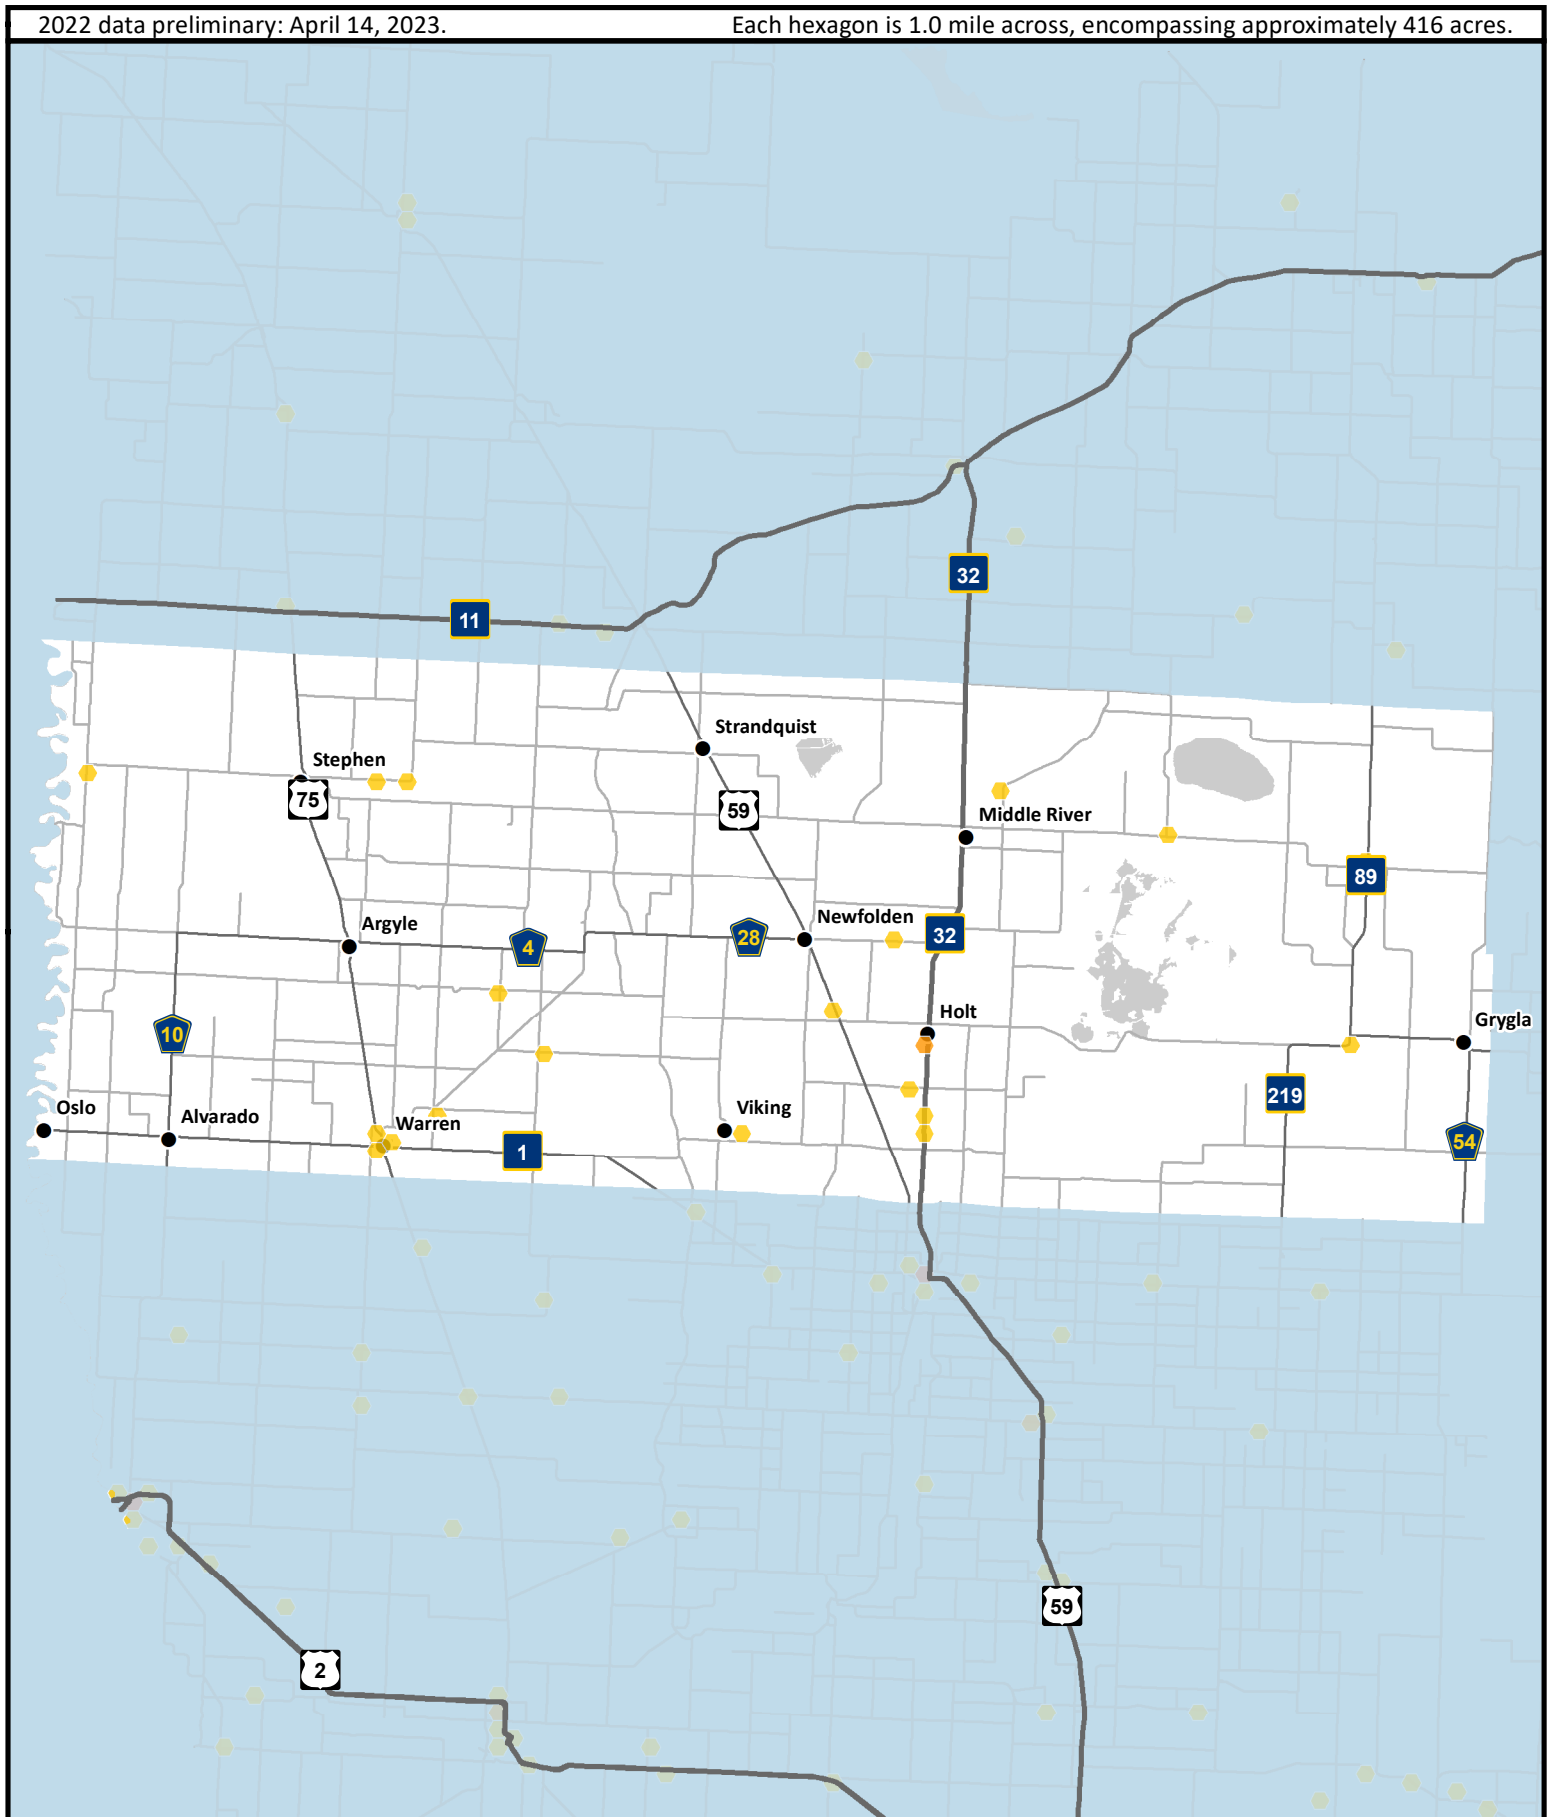 2022 data preliminary: April 14, 2023.
Each hexagon is 1.0 mile across, encompassing approximately 416 acres.
32
11
Strandquist
Stephen
75
59
Middle River
89
Newfolden
Argyle
28
32
4
Holt
Grygla
10
219
Oslo
Alvarado
Viking
Warren
54
1
59
2